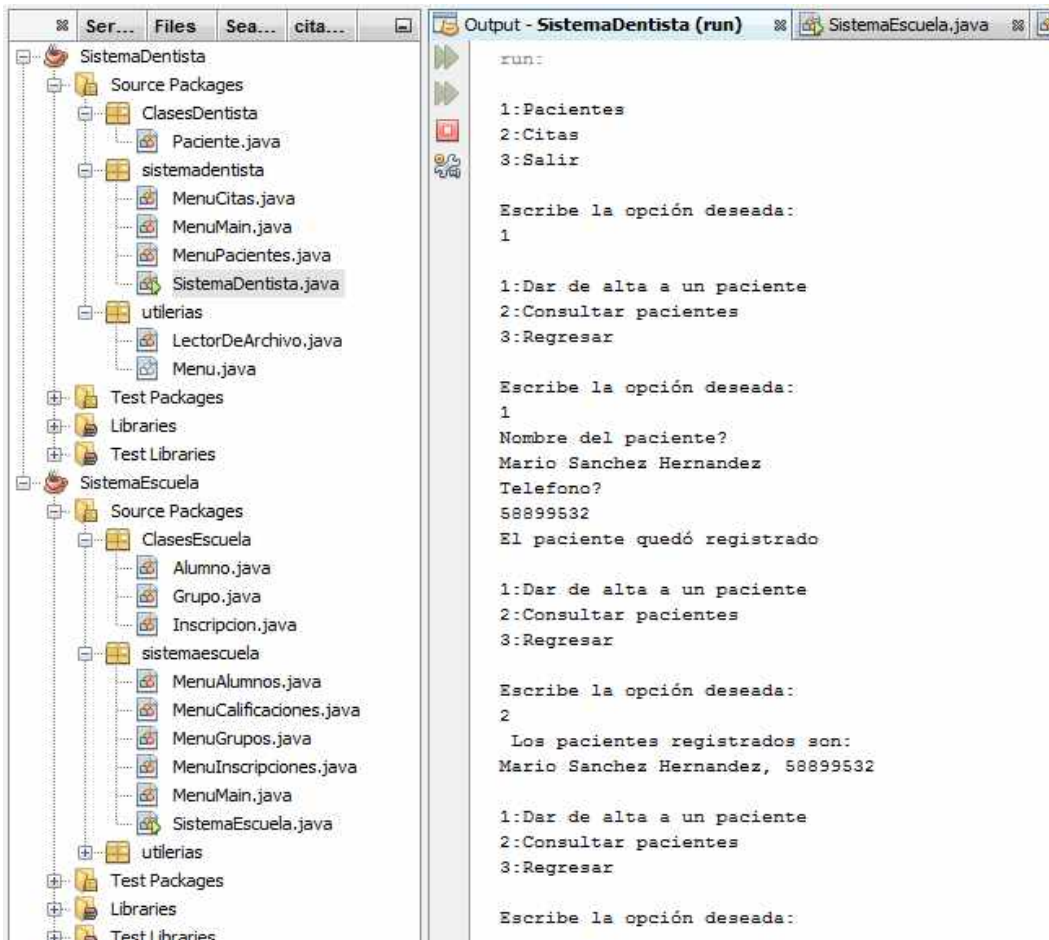 Ser...
Files
Sea...
cita...
SistemaDentista
Source Packages
ClasesDentista
Paciente.java
sistemadentista
MenuCitas.java
MenuMain.java
MenuPacientes.java
SistemaDentista.java
utilerias
LectorDeArchivo.java
Menu.java
Test Packages
Libraries
Test Libraries
SistemaEscuela
Source Packages
ClasesEscuela
Alumno.java
Grupo.java
Inscripcion.java
sistemaescuela
MenuAlumnos.java
MenuCalificaciones.java
MenuGrupos.java
MenuInscripciones.java
MenuMain.java
SistemaEscuela.java
utilerias
Test Packages
Libraries
Test Libraries
Output - SistemaDentista (run)
SistemaEscuela.java
run:
1:Pacientes
2:Citas
3:Salir
Escribe la opción deseada:
1
1:Dar de alta a un paciente
2:Consultar pacientes
3:Regresar
Escribe la opción deseada:
1
Nombre del paciente?
Mario Sanchez Hernandez
Telefono?
58899532
El paciente quedó registrado
1:Dar de alta a un paciente
2:Consultar pacientes
3:Regresar
Escribe la opción deseada:
2
Los pacientes registrados son:
Mario Sanchez Hernandez, 58899532
1:Dar de alta a un paciente
2:Consultar pacientes
3:Regresar
Escribe la opción deseada: